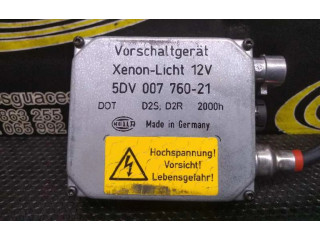 Vorschaltgerät
Xenon-Licht 12V
5DV 007 760-21
DOT D2S, D2R 2000h
HELLA Made in Germany
Hochspannung!
Vorsicht!
Lebensgefahr!